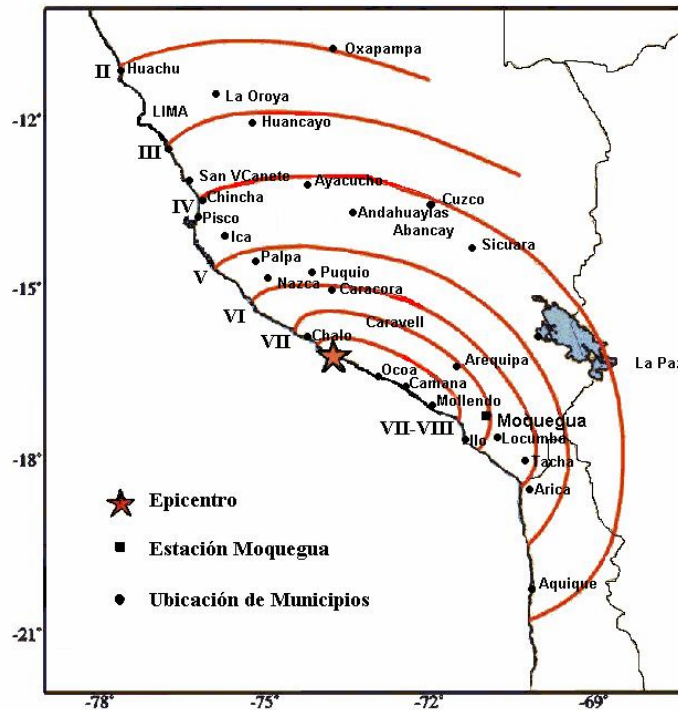 Oxapampa
II
Huachu
La Oroya
-12
LIMA
Huancayo
III
San VCanete
Ayacucho
IV
Chincha
Cuzco
Pisco
Andahuaylas
Abancay
Ica
Sicuara
Palpa
V
Puquio
Nazca
-15
Caracora
VI
Caravell
VII
Chalo
Arequipa
La Paz
Ocoa
Camana
Mollendo
Moquegua
VII-VIII
Ilo
Locumba
-18
Tacha
Arica
Epicentro
Estación Moquegua
Aquique
Ubicación de Municipios
-21
-78
-75
-72
-69